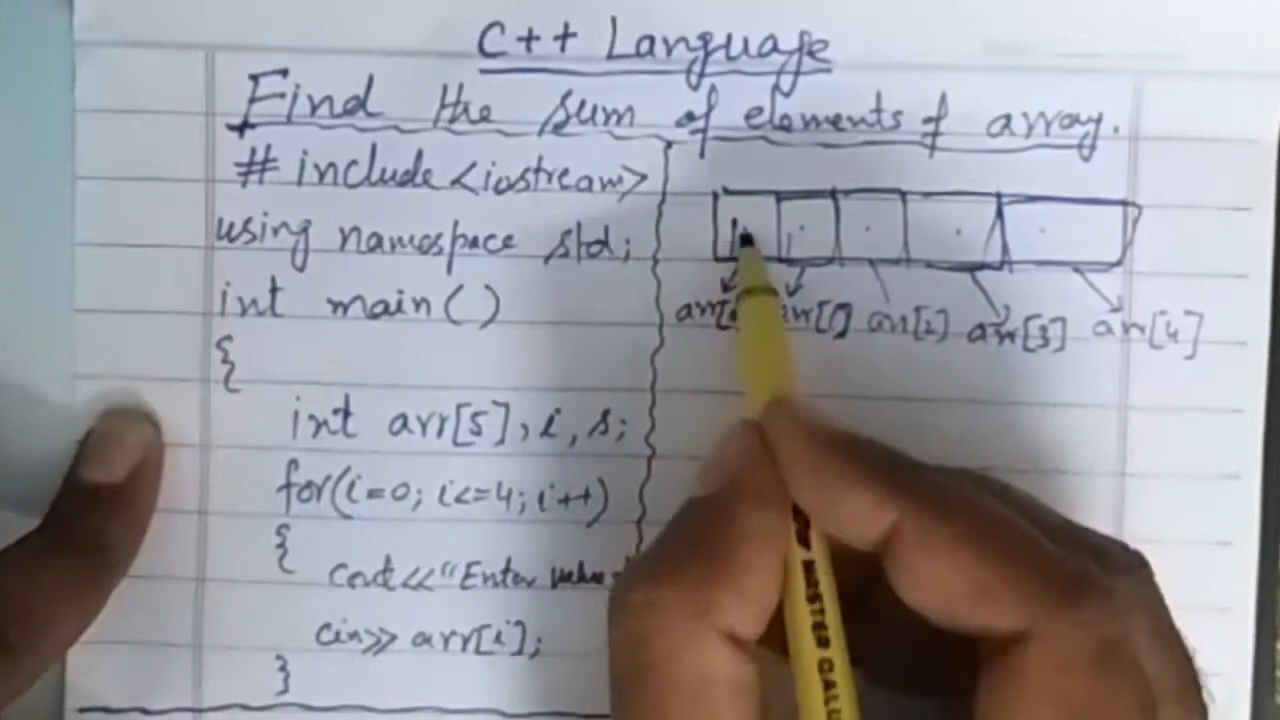 C++ Language
Find the sum of elements of array.
#include<iostream>
using namespace std;
int main()
{
int arr[5],i,s;
for(i=0; i<=4;i++)
{
cout<<"Enter value
cin>> arr[i];
}
arr[ arr[1] arr[2] arr[3] arr[4]